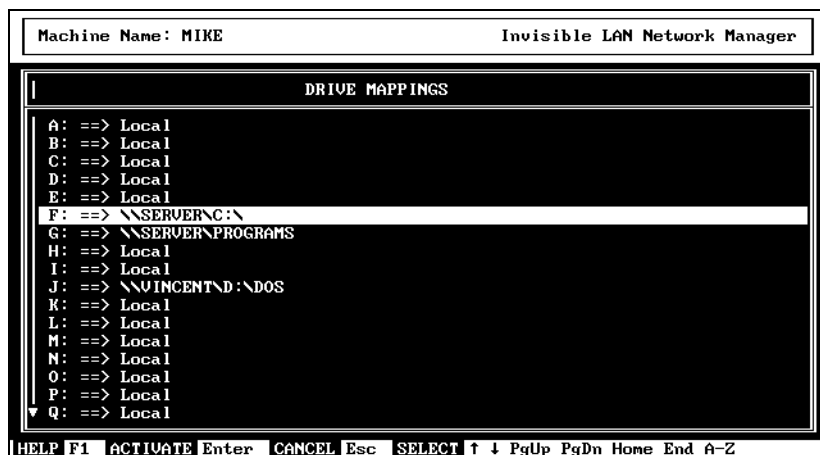 Machine Name: MIKE Invisible LAN Network Manager
DRIVE MAPPINGS
A: ==> Local
B: ==> Local
C: ==> Local
D: ==> Local
E: ==> Local
F: ==> \\SERVER\C:\
G: ==> \\SERVER\PROGRAMS
H: ==> Local
I: ==> Local
J: ==> \\VINCENT\D:\DOS
K: ==> Local
L: ==> Local
M: ==> Local
N: ==> Local
O: ==> Local
P: ==> Local
▼ Q: ==> Local
HELP F1 ACTIVATE Enter CANCEL Esc SELECT ↑ ↓ PgUp PgDn Home End A-Z